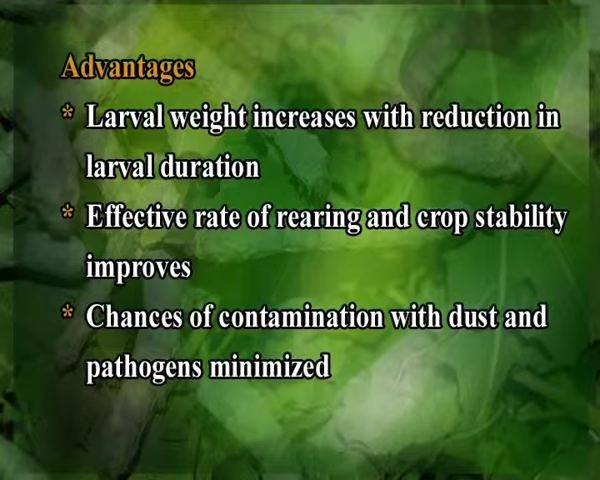 Advantages
* Larval weight increases with reduction in
larval duration
* Effective rate of rearing and crop stability
improves
* Chances of contamination with dust and
pathogens minimized